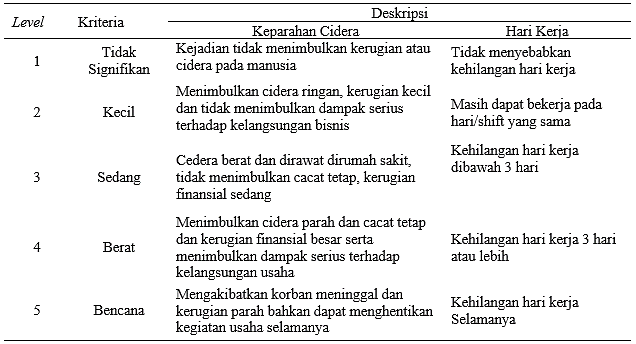 Level Kriteria Deskripsi
Keparahan Cidera Hari Kerja
1 Tidak Signifikan Kejadian tidak menimbulkan kerugian atau cidera pada manusia Tidak menyebabkan kehilangan hari kerja
2 Kecil Menimbulkan cidera ringan, kerugian kecil dan tidak menimbulkan dampak serius terhadap kelangsungan bisnis Masih dapat bekerja pada hari/shift yang sama
3 Sedang Cedera berat dan dirawat dirumah sakit, tidak menimbulkan cacat tetap, kerugian finansial sedang Kehilangan hari kerja dibawah 3 hari
4 Berat Menimbulkan cidera parah dan cacat tetap dan kerugian finansial besar serta menimbulkan dampak serius terhadap kelangsungan usaha Kehilangan hari kerja 3 hari atau lebih
5 Bencana Mengakibatkan korban meninggal dan kerugian parah bahkan dapat menghentikan kegiatan usaha selamanya Kehilangan hari kerja Selamanya